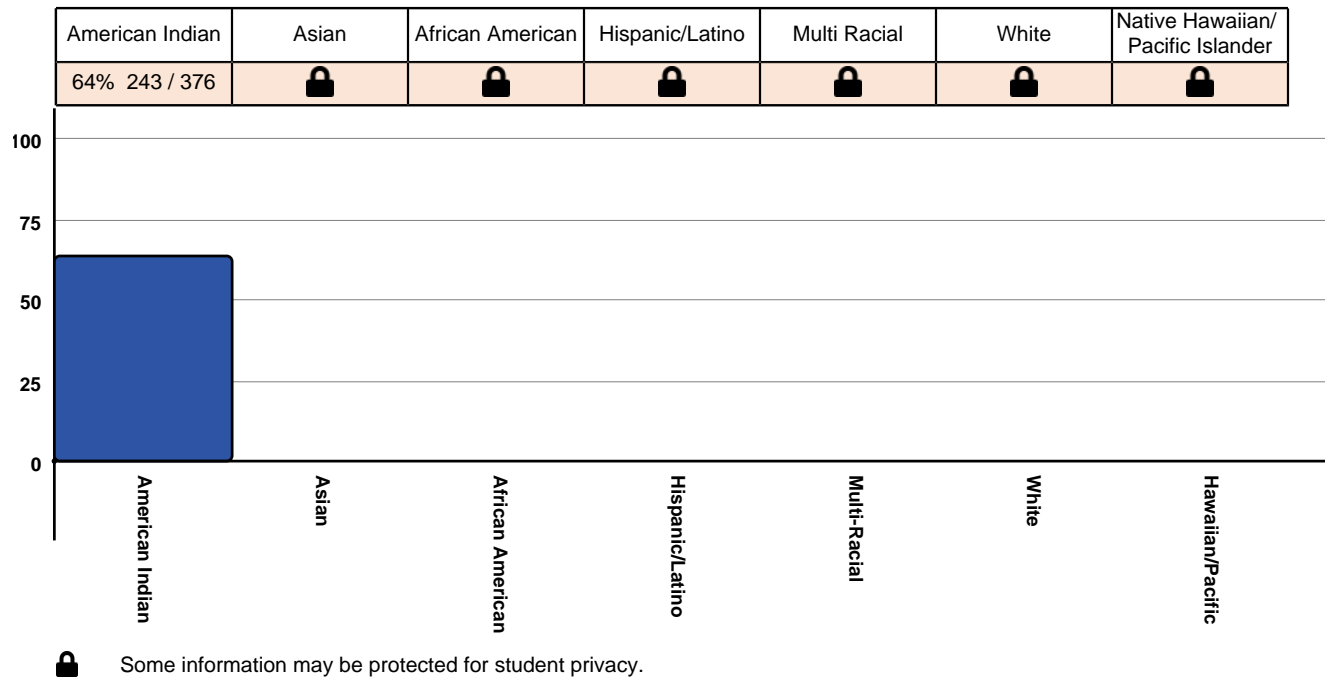 American Indian
Asian
African American
Hispanic/Latino
Multi Racial
White
Native Hawaiian/
Pacific Islander
64% 243 / 376
100
75
50
25
0
American Indian
Asian
African American
Hispanic/Latino
Multi-Racial
White
Hawaiian/Pacific
Some information may be protected for student privacy.